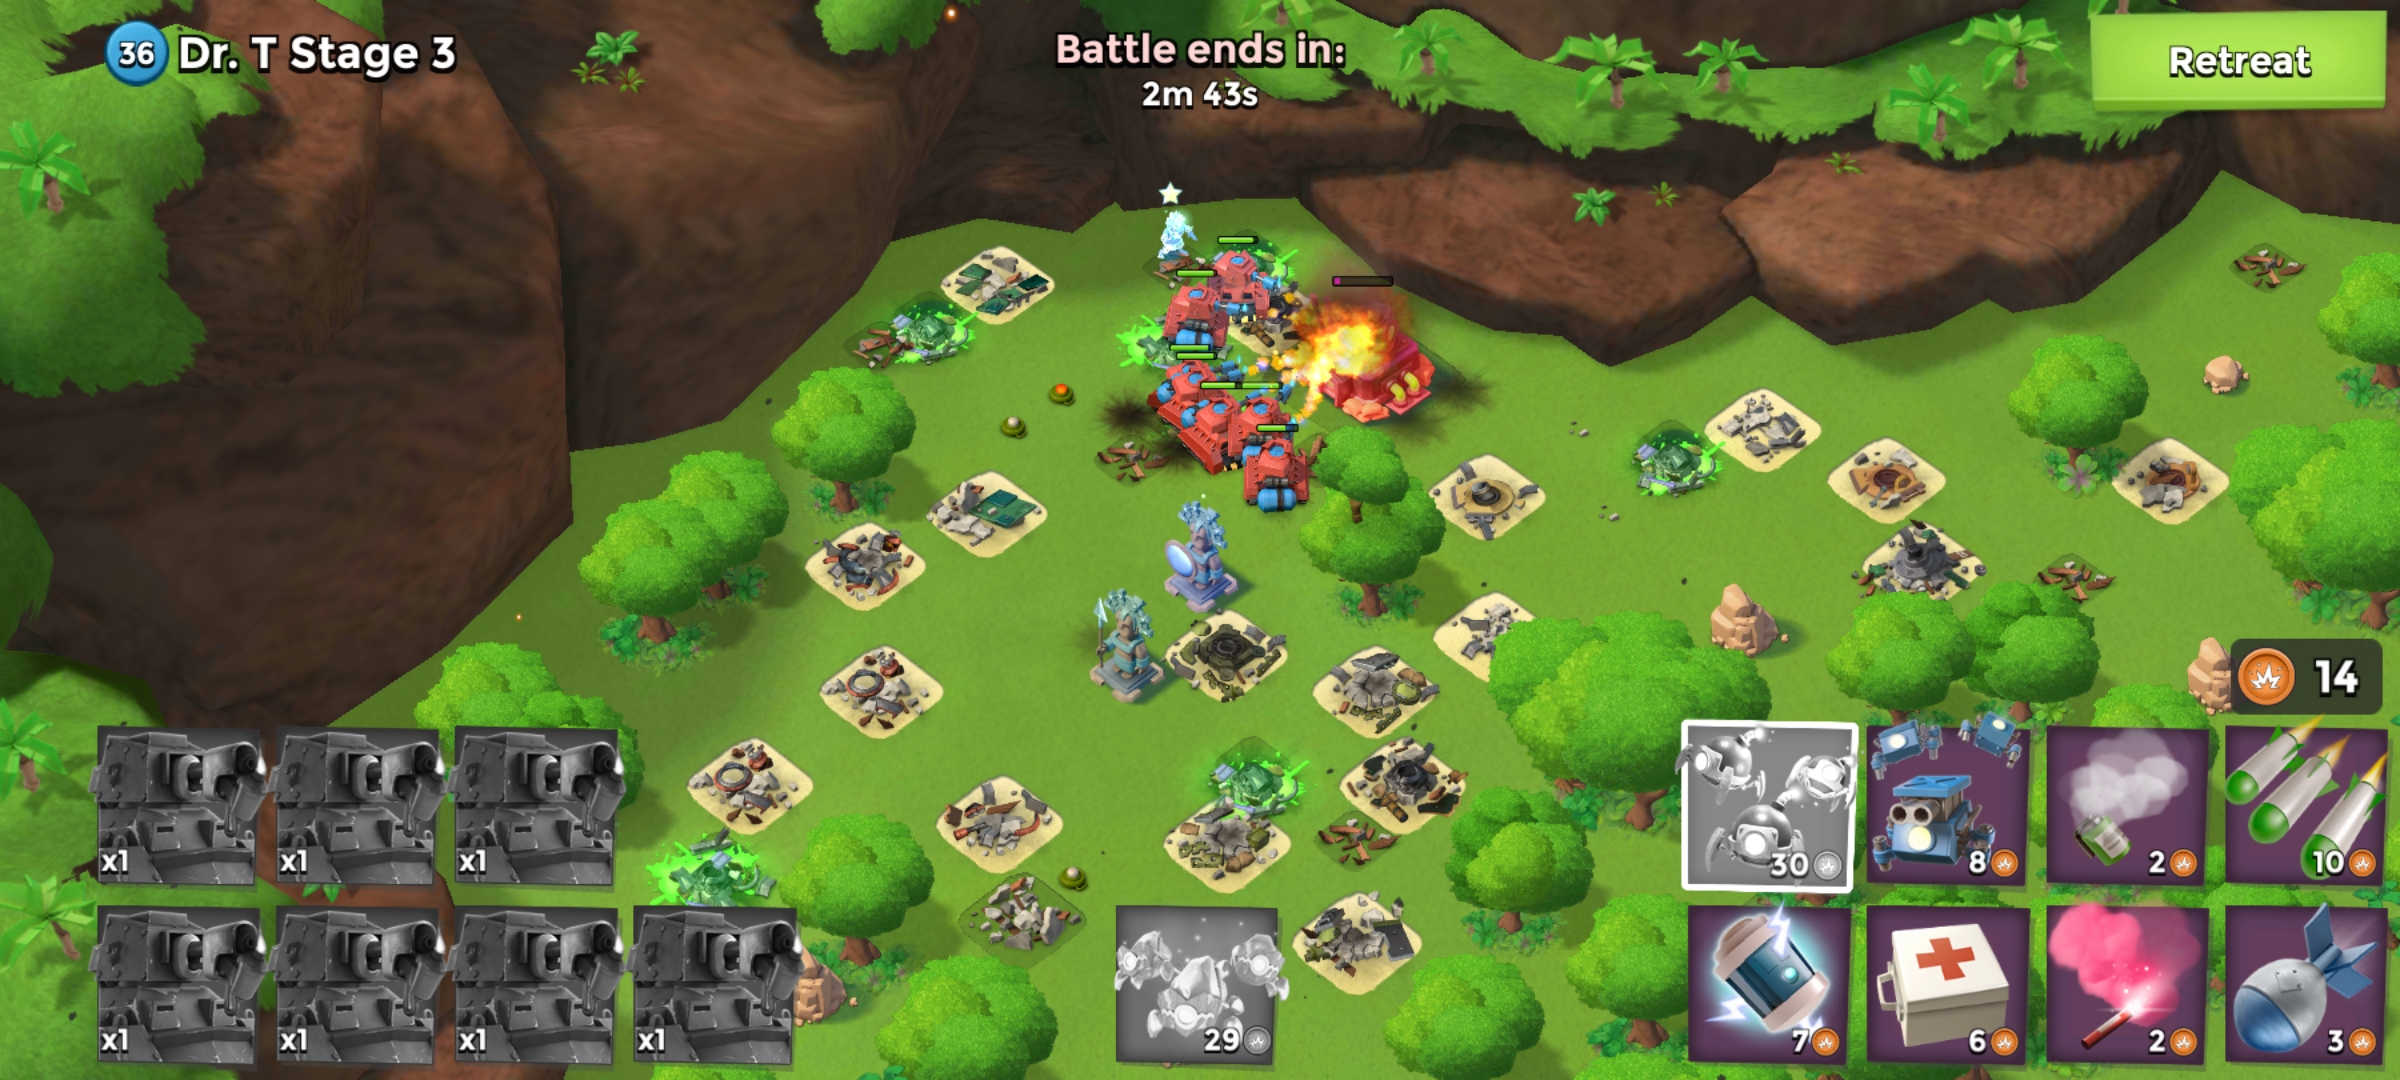 36 Dr. T Stage 3
Battle ends in:
2m 43s
Retreat
14
x1 x1 x1
30 8 2 10
x1 x1 x1 x1
29
7 6 2 3